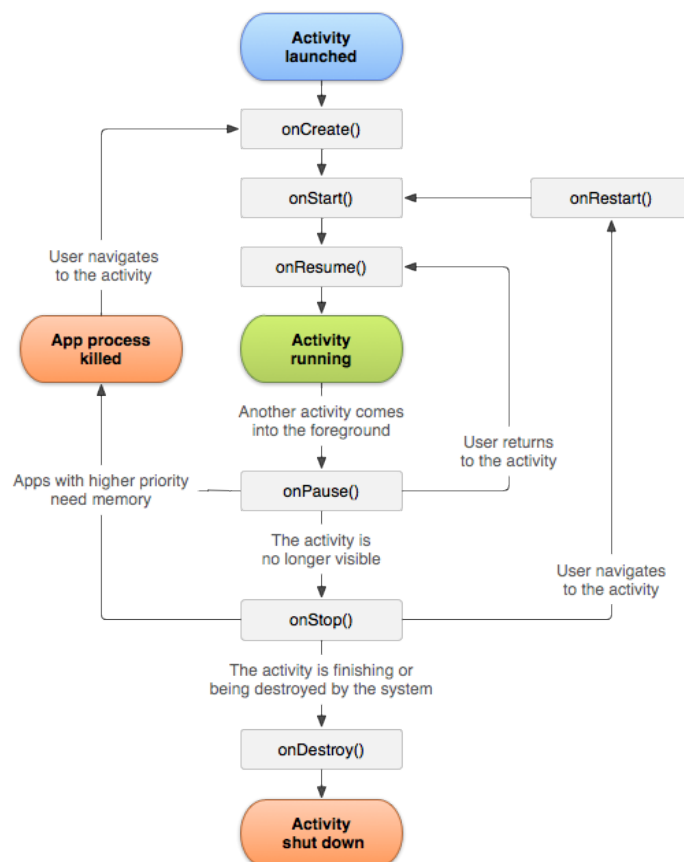 Activity
launched
onCreate()
onStart()
onRestart()
User navigates
to the activity
onResume()
App process
killed
Activity
running
Another activity comes
into the foreground
User returns
to the activity
Apps with higher priority
need memory
onPause()
The activity is
no longer visible
User navigates
to the activity
onStop()
The activity is finishing or
being destroyed by the system
onDestroy()
Activity
shut down